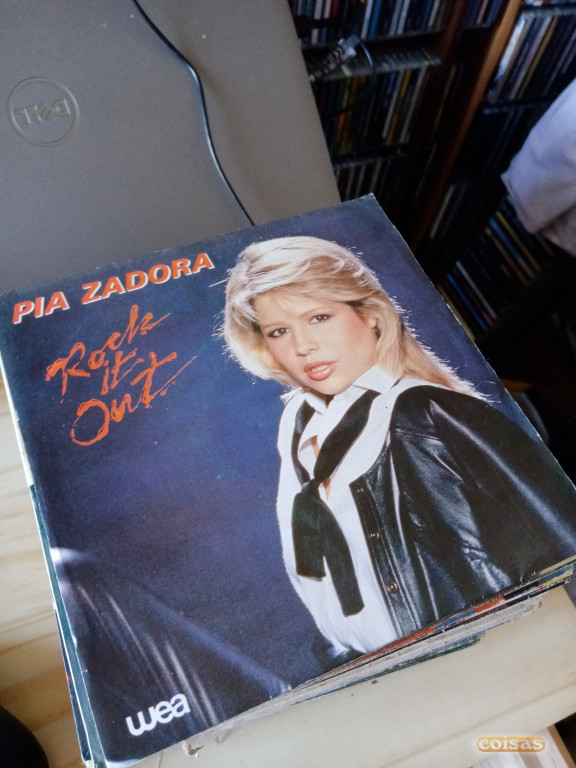 DELL
PIA ZADORA
Rock
It
Out
wea
coisas